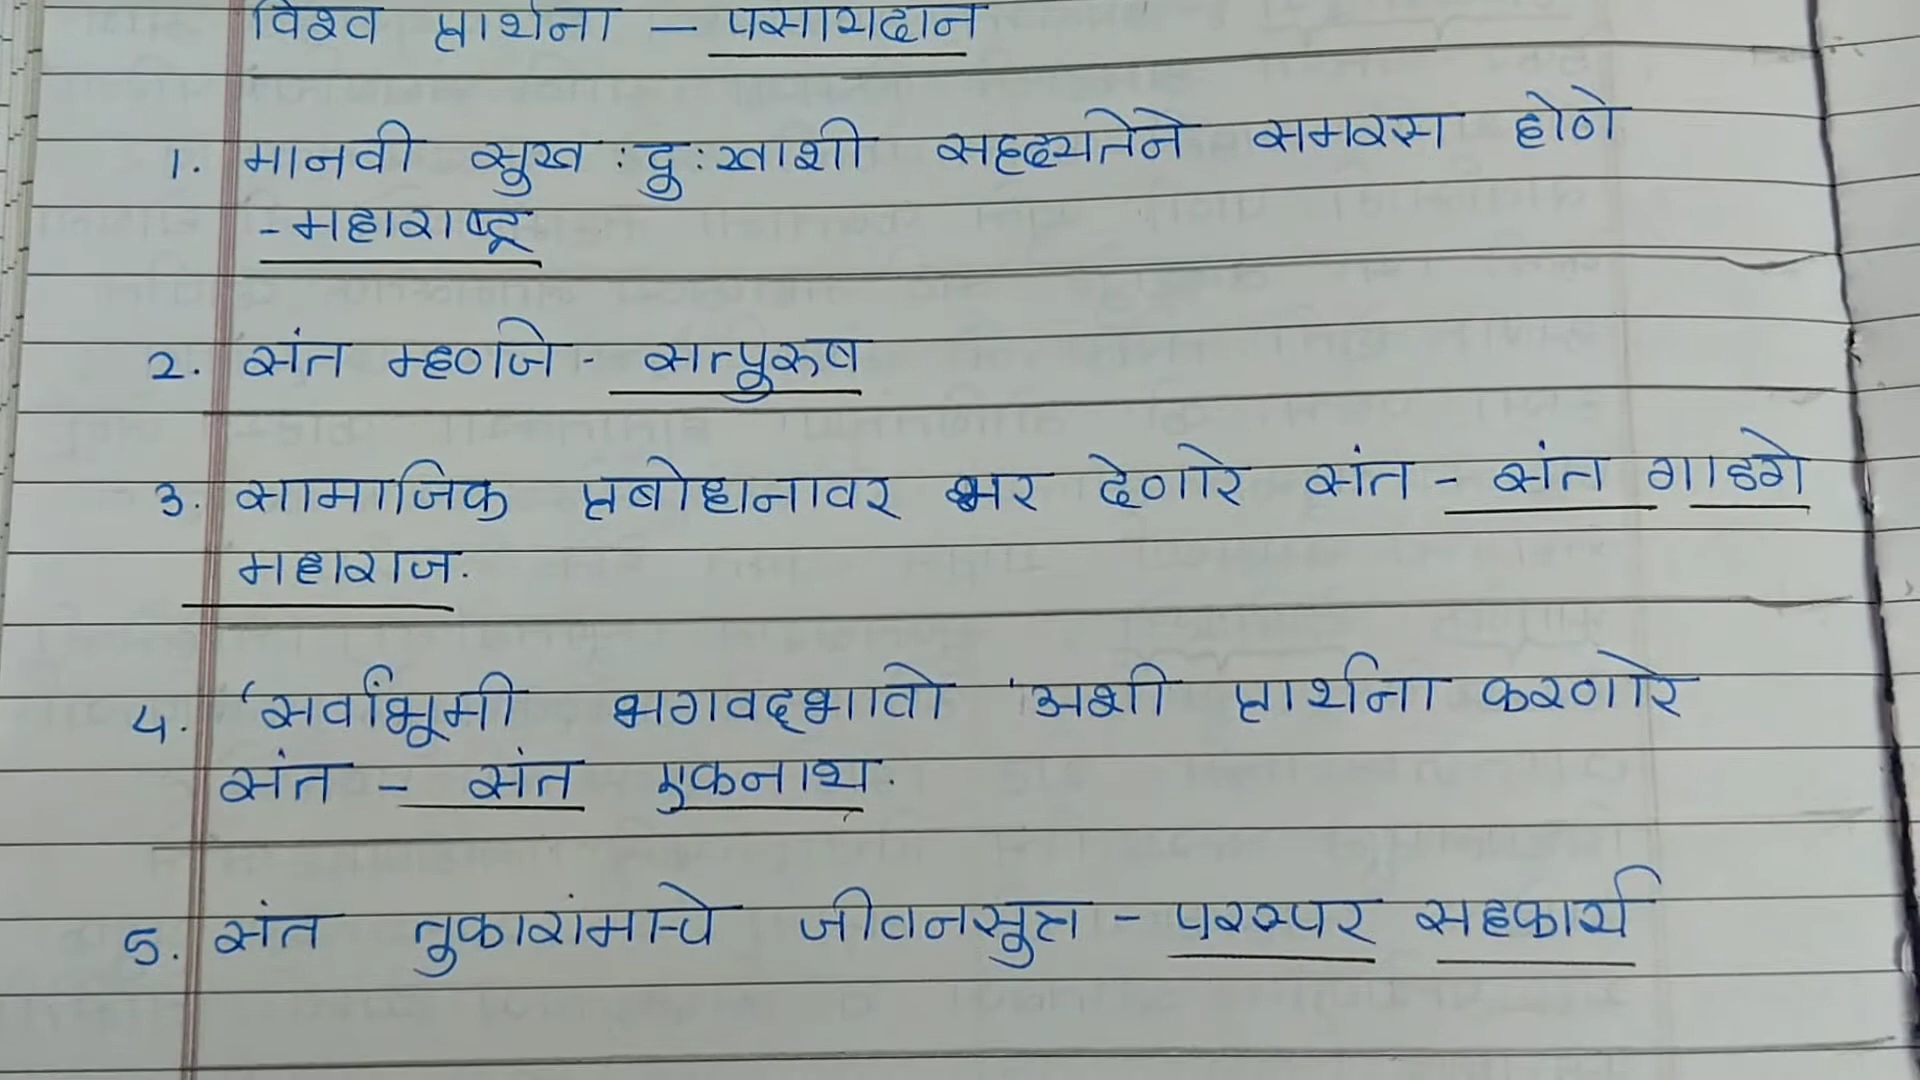 विश्व प्रार्थना – पसायदान
1. मानवी सुख:दु:खाशी सहृदयतेने समरस होणे
- महाराष्ट्र
2. संत म्हणजे - सत्पुरुष
3. सामाजिक प्रबोधनावर भर देणारे संत - संत गाडगे
महाराज.
4. 'सर्वांभूमी भगवद्भावो 'अशी प्रार्थना करणारे
संत - संत एकनाथ.
5. संत तुकारांमाचे जीवनसुत्र - परस्पर सहकार्य